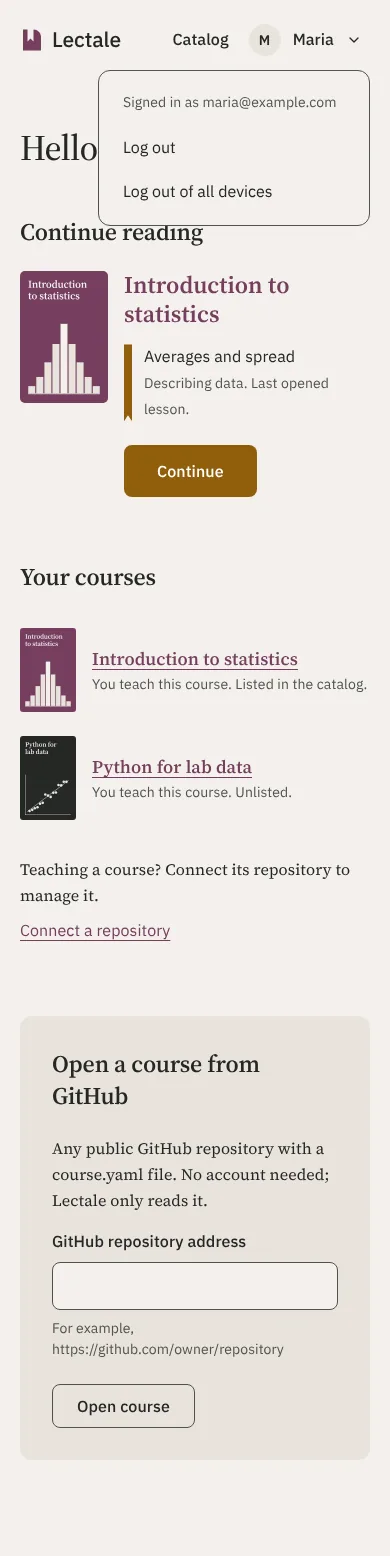 Lectale
Catalog
M
Maria
Signed in as maria@example.com
Log out
Log out of all devices
Hello
Continue reading
Introduction
to statistics
Introduction to
statistics
Averages and spread
Describing data. Last opened
lesson.
Continue
Your courses
Introduction
to statistics
Introduction to statistics
You teach this course. Listed in the catalog.
Python for
lab data
Python for lab data
You teach this course. Unlisted.
Teaching a course? Connect its repository to
manage it.
Connect a repository
Open a course from
GitHub
Any public GitHub repository with a
course.yaml file. No account needed;
Lectale only reads it.
GitHub repository address
For example,
https://github.com/owner/repository
Open course